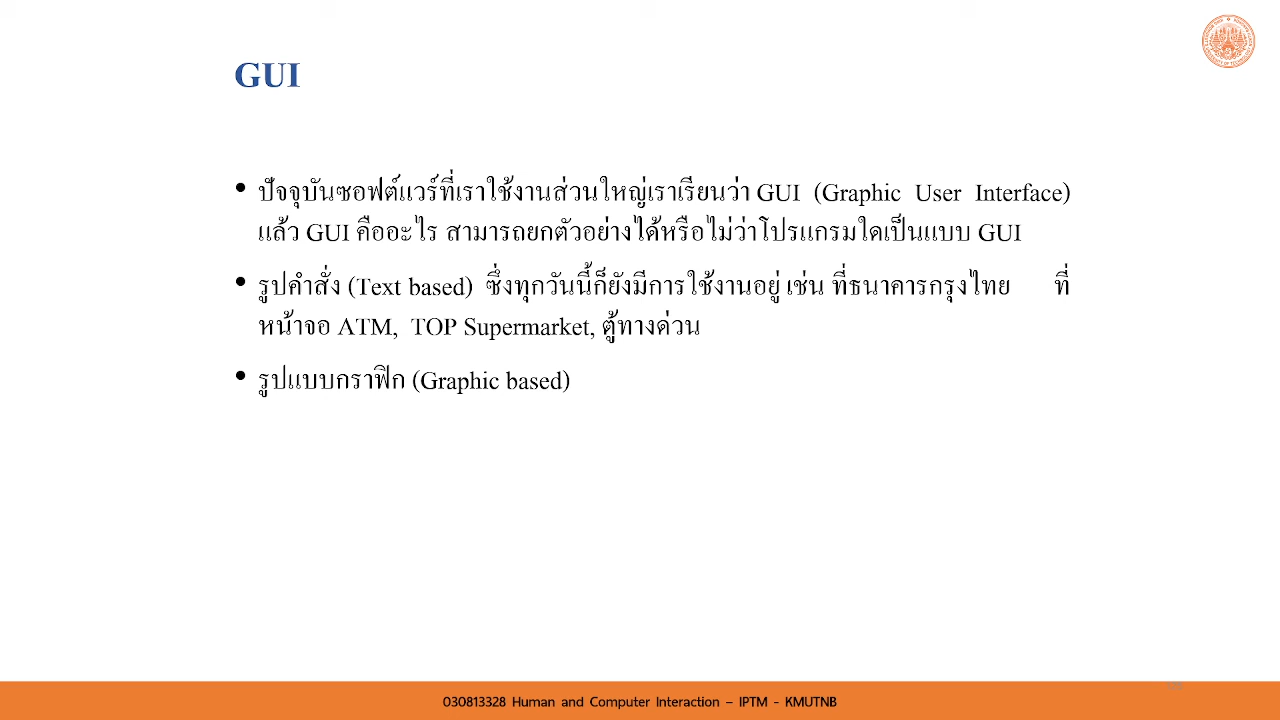 GUI
• ปัจจุบันซอฟต์แวร์ที่เราใช้งานส่วนใหญ่เราเรียนว่า GUI (Graphic User Interface)
แล้ว GUI คืออะไร สามารถยกตัวอย่างได้หรือไม่ว่าโปรแกรมใดเป็นแบบ GUI
• รูปคำสั่ง (Text based) ซึ่งทุกวันนี้ก็ยังมีการใช้งานอยู่ เช่น ที่ธนาคารกรุงไทย ที่
หน้าจอ ATM, TOP Supermarket, ตู้ทางด่วน
• รูปแบบกราฟิก (Graphic based)
030813328 Human and Computer Interaction – IPTM - KMUTNB